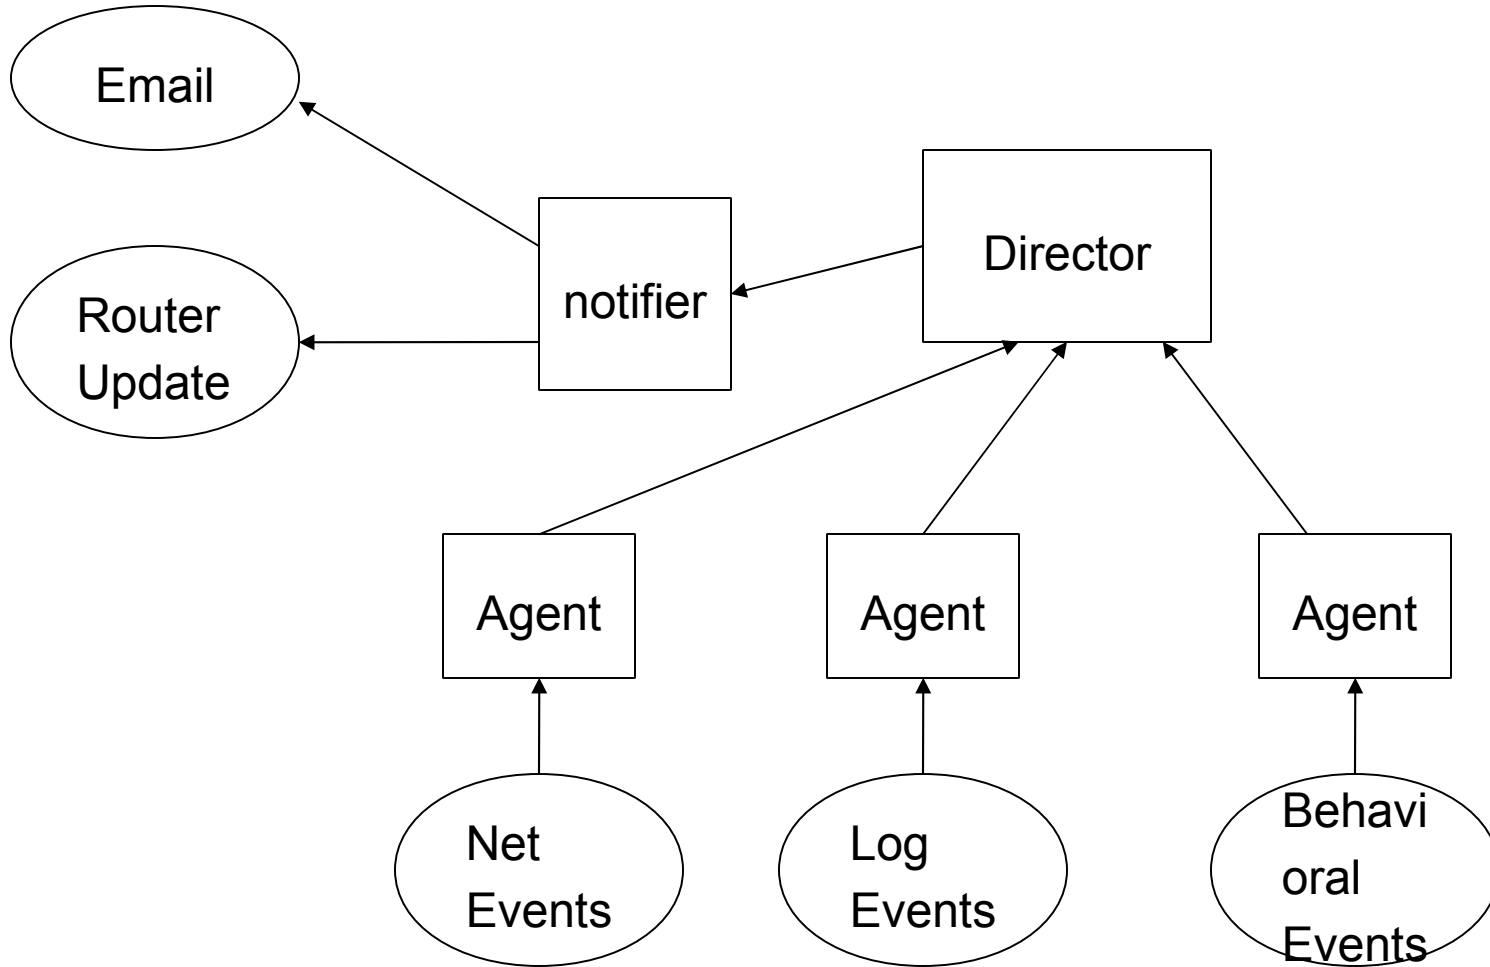 Email
Director
notifier
Router
Update
Agent
Agent
Agent
Net
Events
Log
Events
Behavi
oral
Events